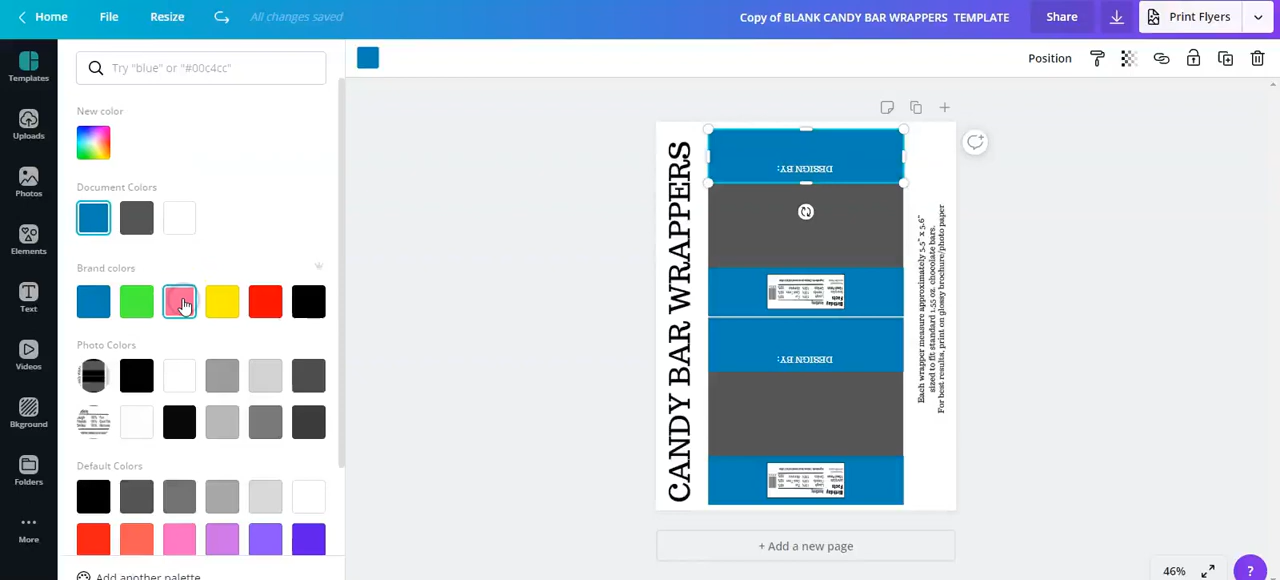 Home
File
Resize
All changes saved
Copy of BLANK CANDY BAR WRAPPERS TEMPLATE
Share
Print Flyers
Templates
Uploads
Photos
Elements
Text
Videos
Bkground
Folders
More
Try "blue" or "#00c4cc"
New color
Document Colors
Brand colors
Photo Colors
Default Colors
Add another palette
Position
CANDY BAR WRAPPERS
DESIGN BY:
DESIGN BY:
Each wrapper measure approximately 5.5" x 5.6"
sized to fit standard 1.55 oz. chocolate bars.
For best results, print on glossy brochure/photo paper
+ Add a new page
46%
?